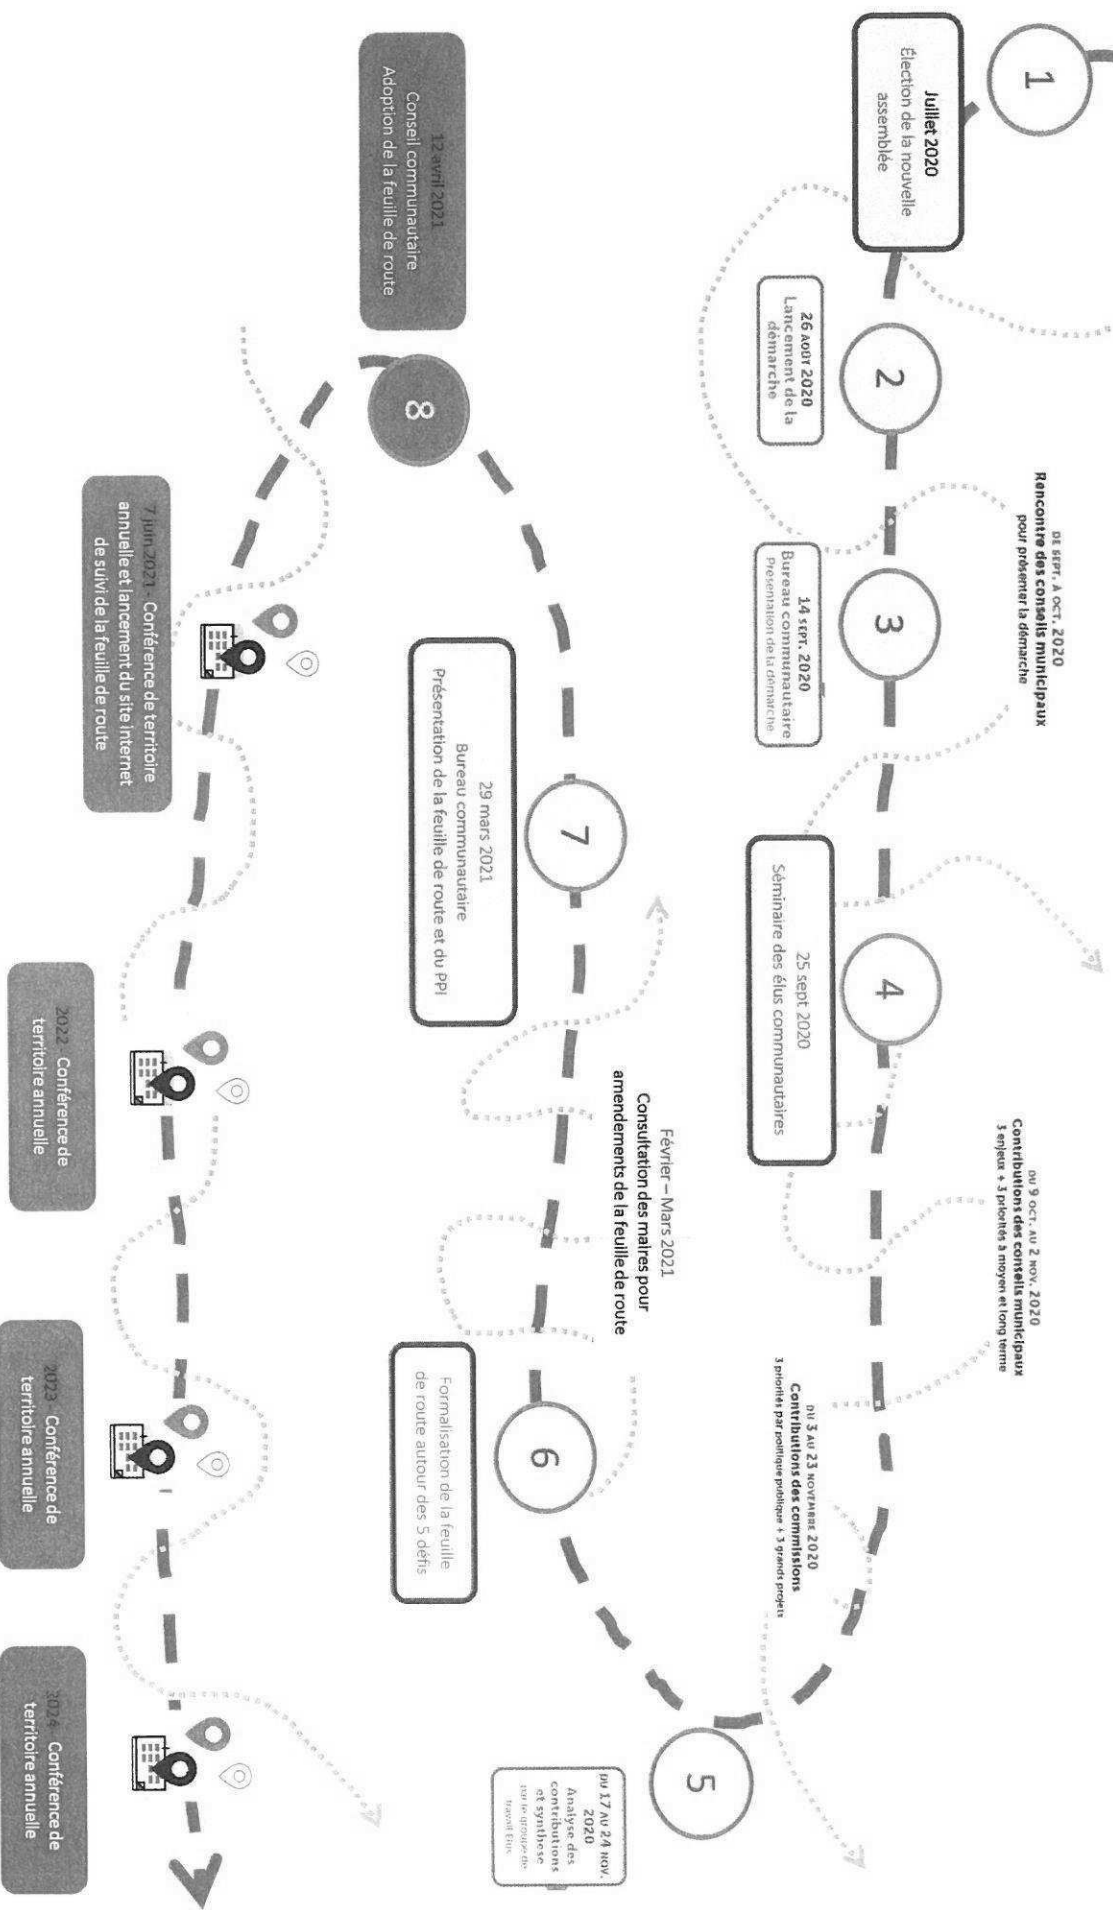 1
Juillet 2020
Élection de la nouvelle
assemblée
2
26 AOÛT 2020
Lancement de la
démarche
DE SEPT. À OCT. 2020
Rencontre des conseils municipaux
pour présenter la démarche
3
14 SEPT. 2020
Bureau communautaire
Présentation de la démarche
4
25 sept 2020
Séminaire des élus communautaires
DU 9 OCT. AU 2 NOV. 2020
Contributions des conseils municipaux
3 enjeux + 3 priorités à moyen et long terme
DU 3 AU 23 NOVEMBRE 2020
Contributions des commissions
3 priorités par politique publique + 3 grands projets
5
DU 17 AU 24 NOV.
2020
Analyse des
contributions
et synthèse
par le groupe de
travail Elus
6
Formalisation de la feuille
de route autour des 5 défis
Février – Mars 2021
Consultation des maires pour
amendements de la feuille de route
7
29 mars 2021
Bureau communautaire
Présentation de la feuille de route et du PPI
8
12 avril 2021
Conseil communautaire
Adoption de la feuille de route
7 juin 2021 - Conférence de territoire
annuelle et lancement du site internet
de suivi de la feuille de route
2022 - Conférence de
territoire annuelle
2023 - Conférence de
territoire annuelle
2024 - Conférence de
territoire annuelle